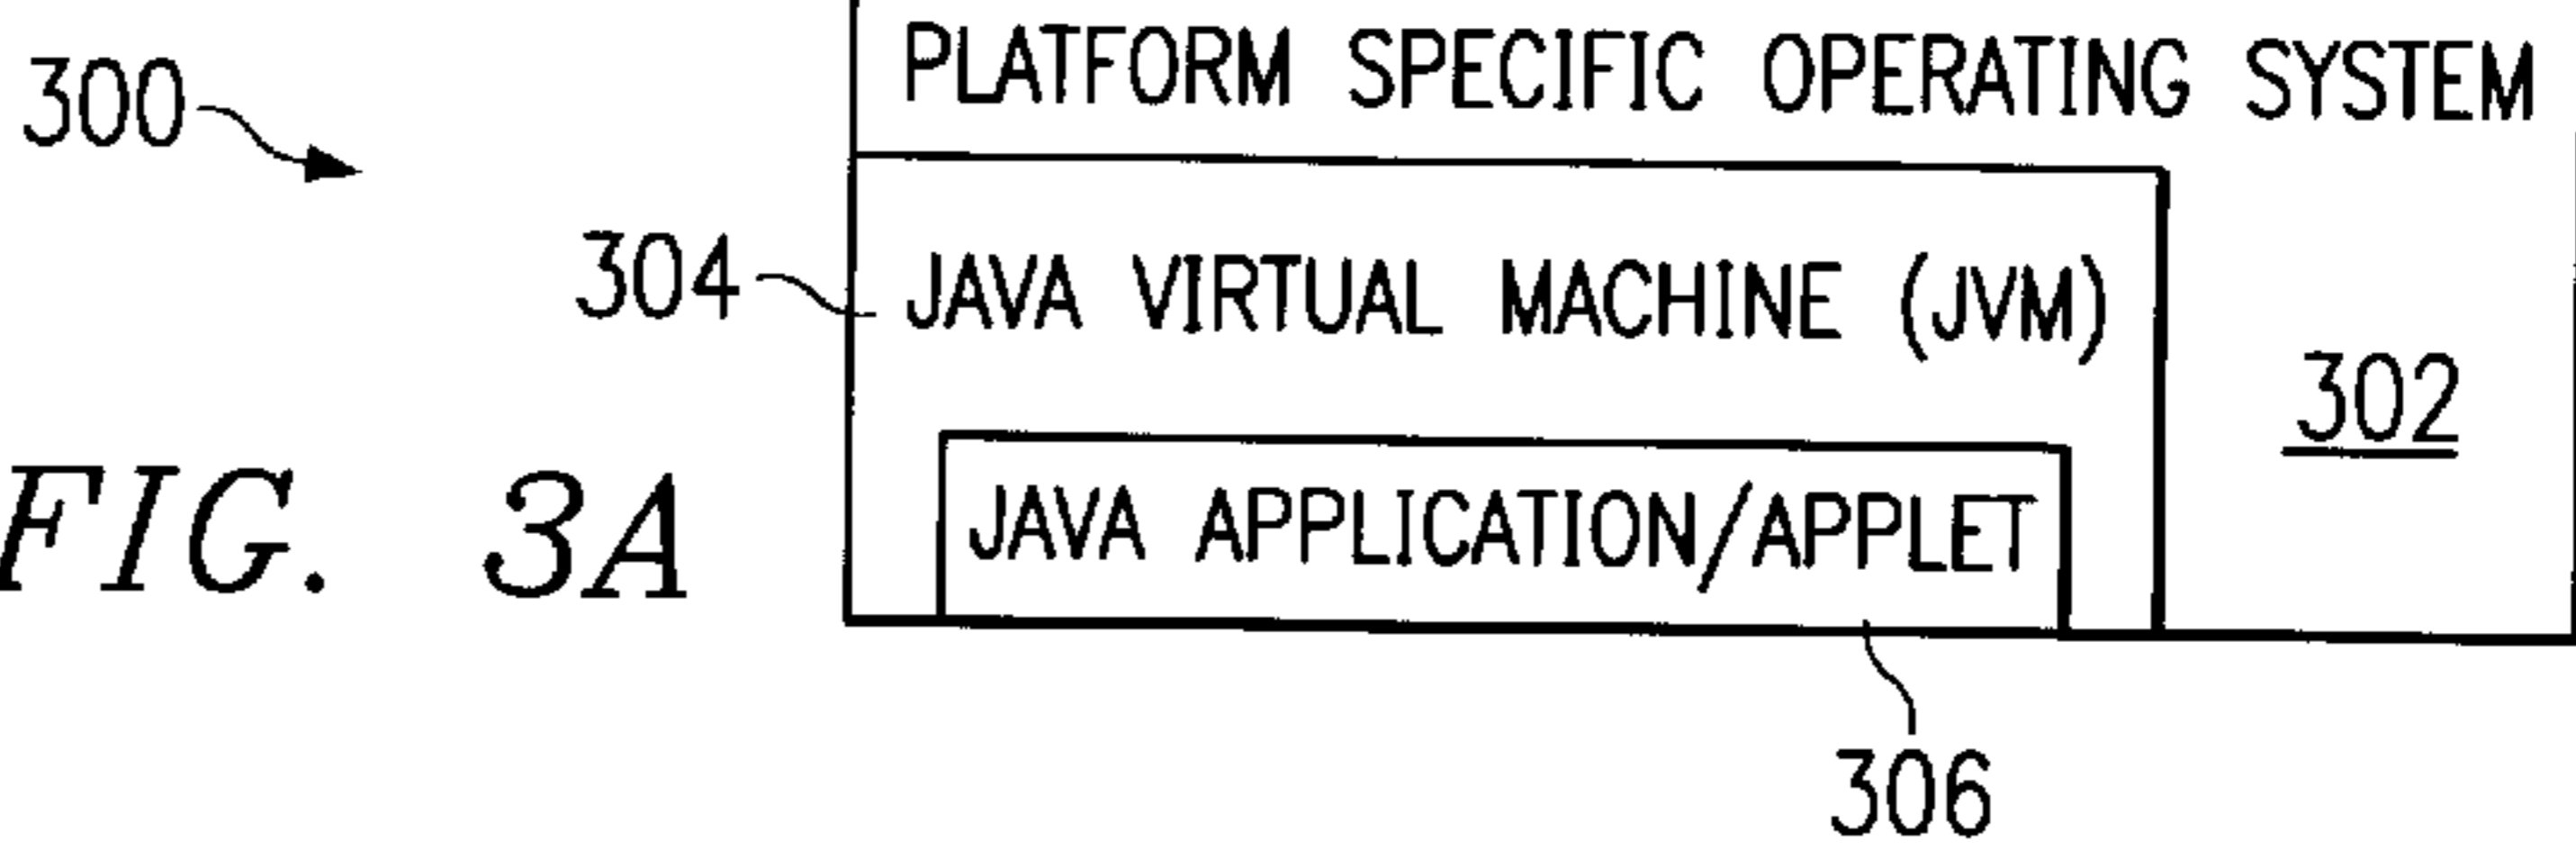 PLATFORM SPECIFIC OPERATING SYSTEM
300
304
JAVA VIRTUAL MACHINE (JVM)
302
FIG. 3A
JAVA APPLICATION/APPLET
306